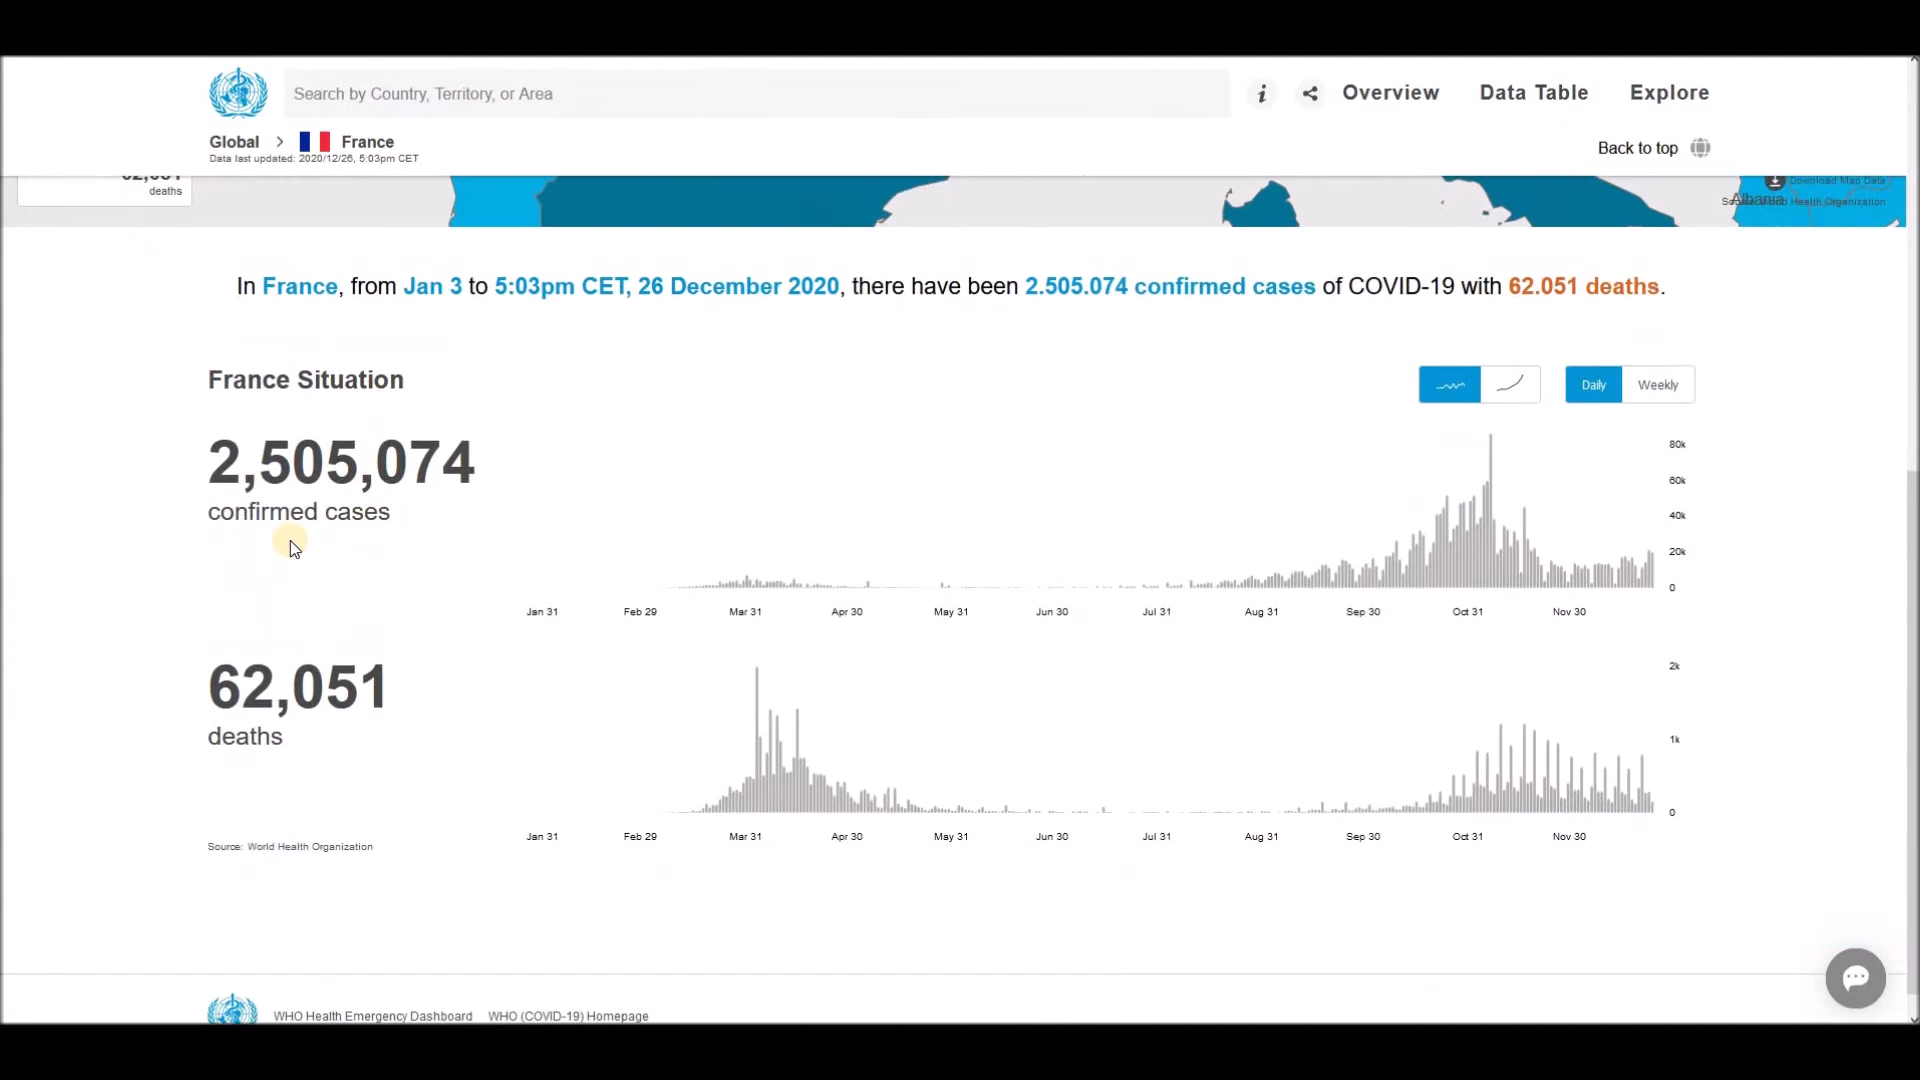 Search by Country, Territory, or Area
i
Overview
Data Table
Explore
Global > France
Data last updated: 2020/12/26, 5:03pm CET
Back to top
deaths
Download Map Data
Albania
In France, from Jan 3 to 5:03pm CET, 26 December 2020, there have been 2.505.074 confirmed cases of COVID-19 with 62.051 deaths.
France Situation
Daily
Weekly
2,505,074
confirmed cases
80k
60k
40k
20k
0
Jan 31 Feb 29 Mar 31 Apr 30 May 31 Jun 30 Jul 31 Aug 31 Sep 30 Oct 31 Nov 30
62,051
deaths
2k
1k
0
Jan 31 Feb 29 Mar 31 Apr 30 May 31 Jun 30 Jul 31 Aug 31 Sep 30 Oct 31 Nov 30
Source: World Health Organization
WHO Health Emergency Dashboard
WHO (COVID-19) Homepage